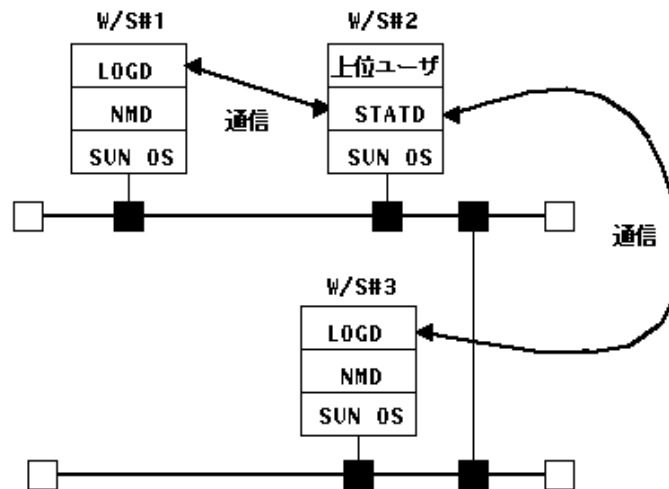 W/S#1
LOGD
NMD
SUN OS
W/S#2
上位ユーザ
STATD
SUN OS
通信
通信
W/S#3
LOGD
NMD
SUN OS